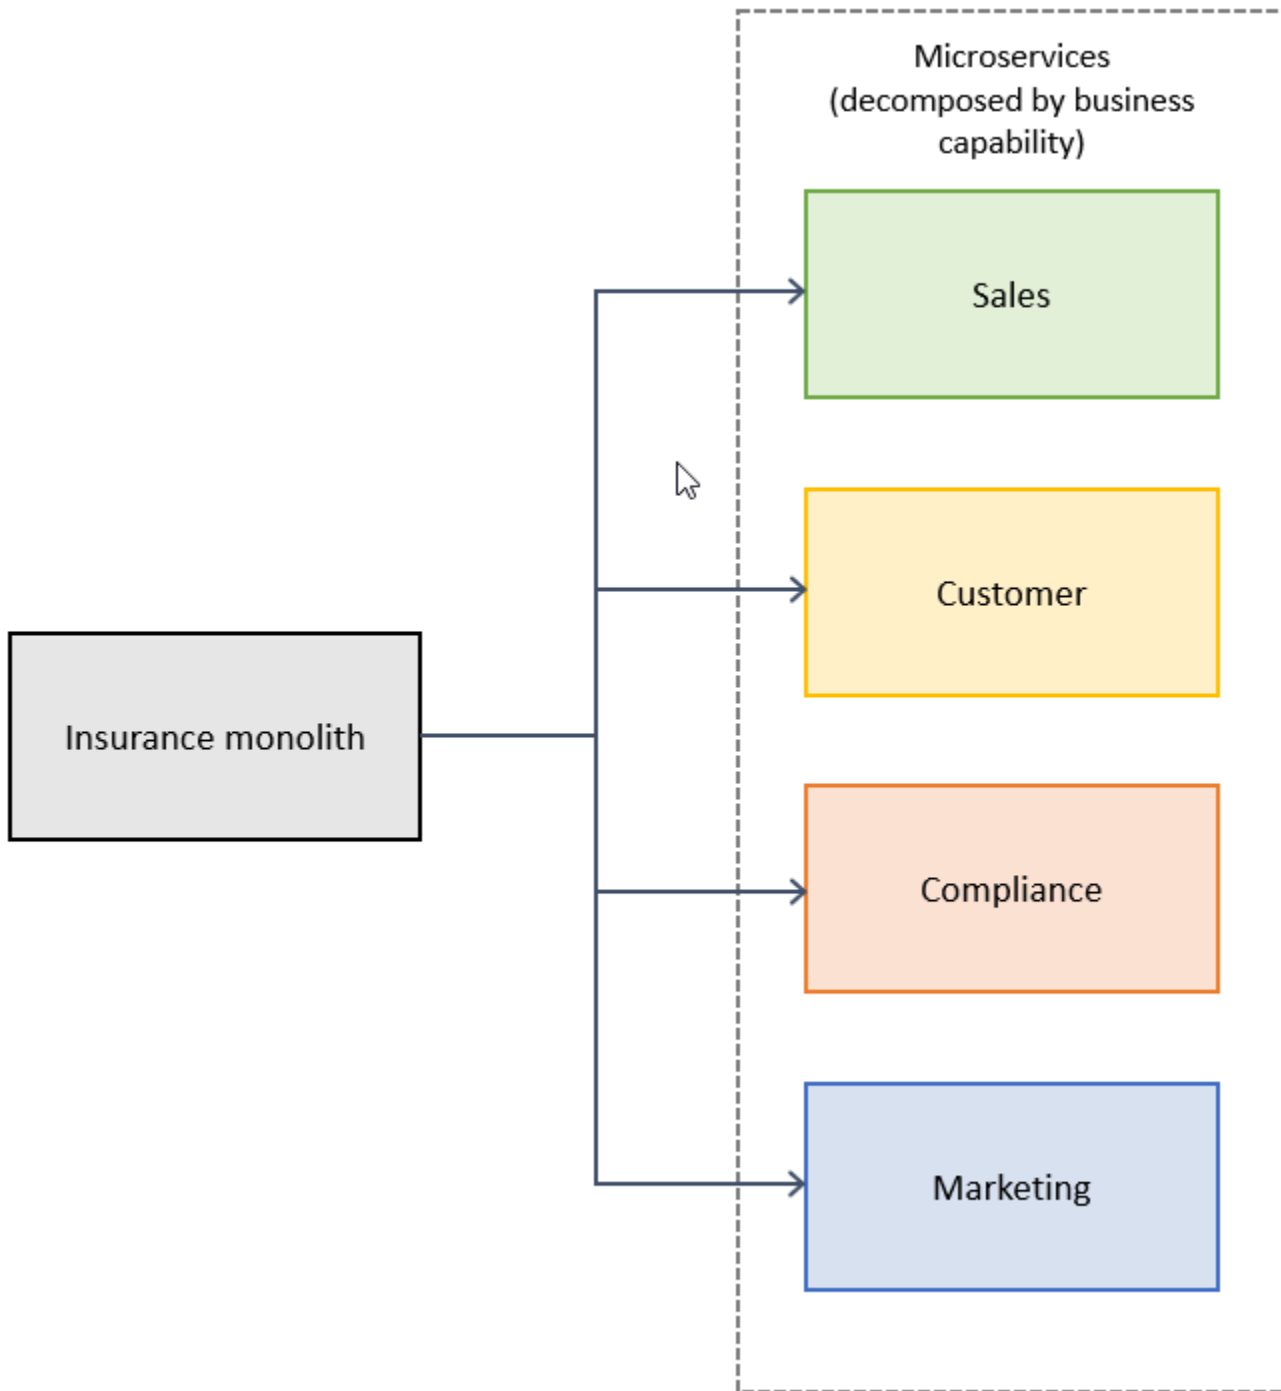 Microservices
(decomposed by business
capability)
Sales
Customer
Insurance monolith
Compliance
Marketing